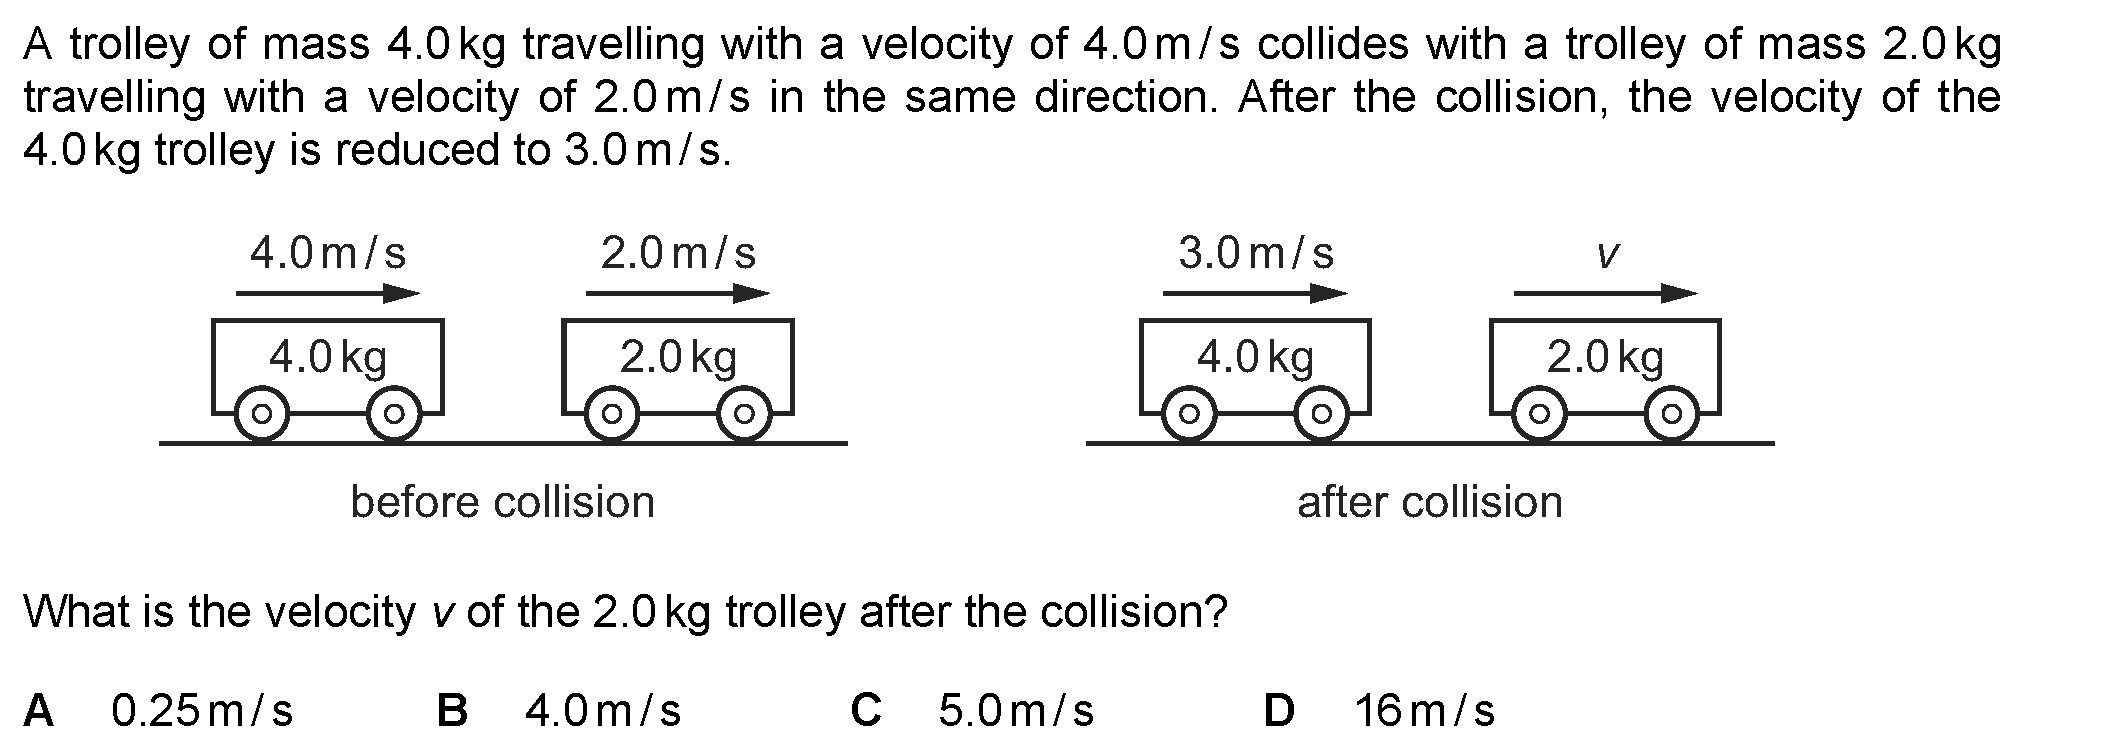 A trolley of mass 4.0 kg travelling with a velocity of 4.0 m / s collides with a trolley of mass 2.0 kg
travelling with a velocity of 2.0 m / s in the same direction. After the collision, the velocity of the
4.0 kg trolley is reduced to 3.0 m / s.
4.0 m / s 2.0 m / s 3.0 m / s v
4.0 kg 2.0 kg 4.0 kg 2.0 kg
before collision after collision
What is the velocity v of the 2.0 kg trolley after the collision?
A 0.25 m / s B 4.0 m / s C 5.0 m / s D 16 m / s